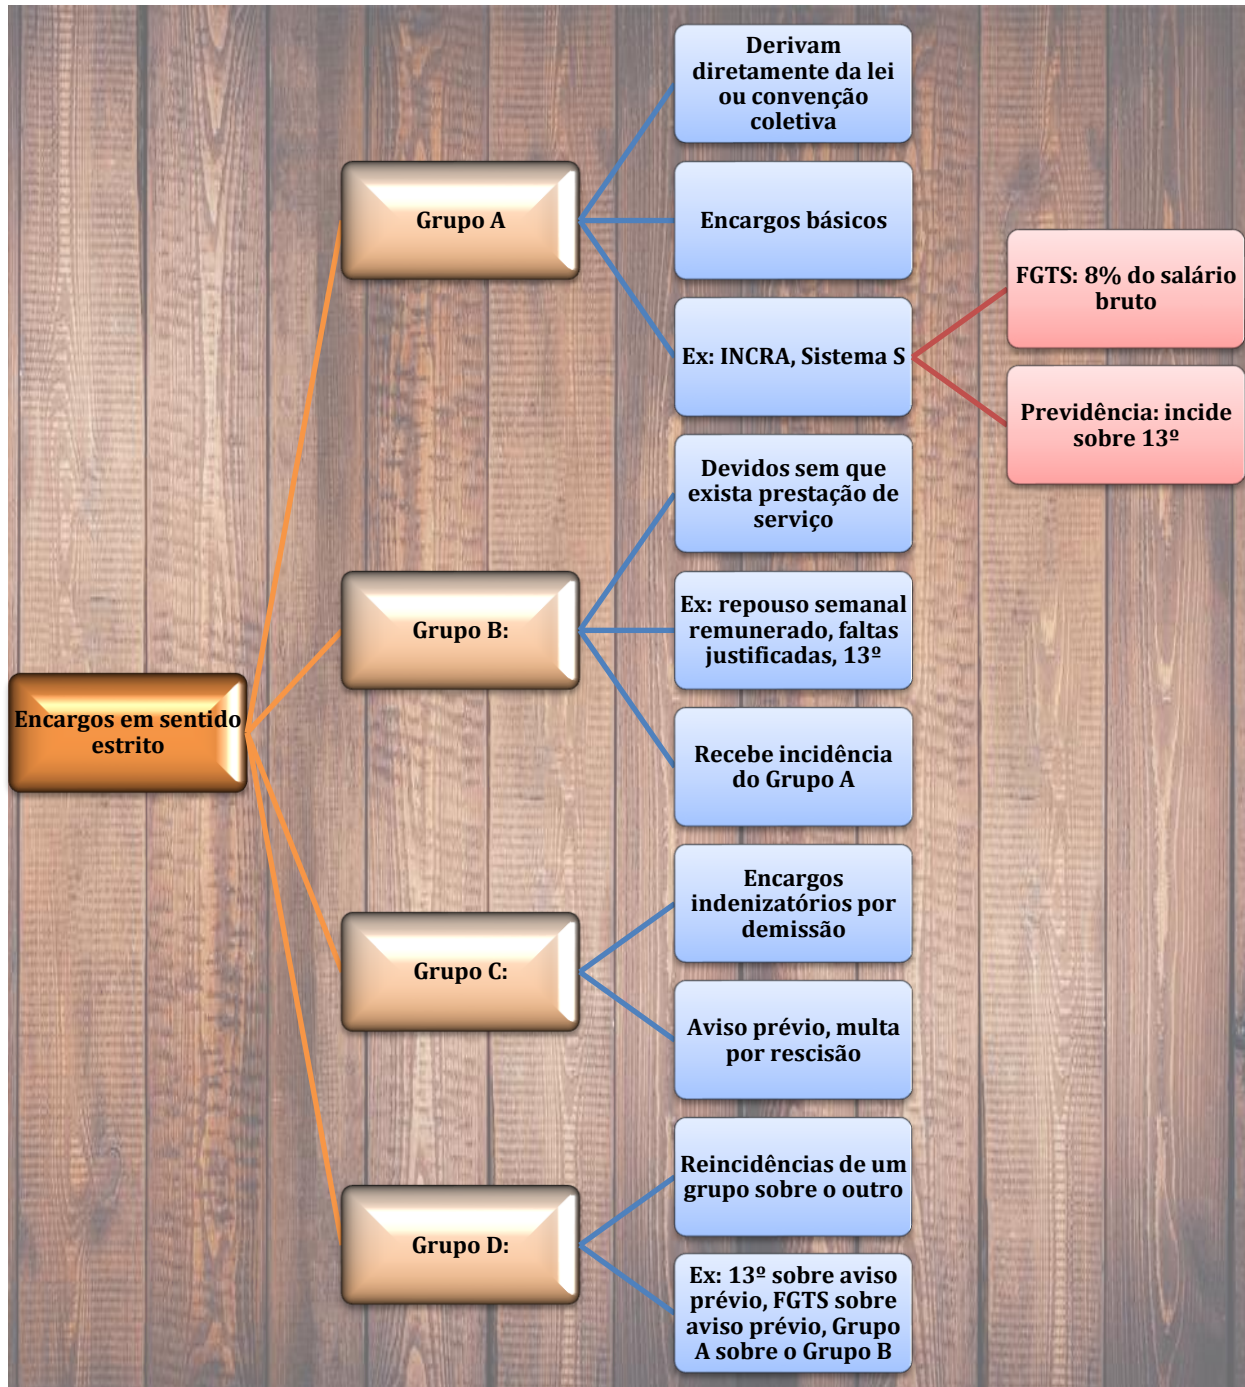 Encargos em sentido
estrito
Grupo A
Derivam
diretamente da lei
ou convenção
coletiva
Encargos básicos
Ex: INCRA, Sistema S
FGTS: 8% do salário
bruto
Previdência: incide
sobre 13º
Grupo B:
Devidos sem que
exista prestação de
serviço
Ex: repouso semanal
remunerado, faltas
justificadas, 13º
Recebe incidência
do Grupo A
Grupo C:
Encargos
indenizatórios por
demissão
Aviso prévio, multa
por rescisão
Grupo D:
Reincidências de um
grupo sobre o outro
Ex: 13º sobre aviso
prévio, FGTS sobre
aviso prévio, Grupo
A sobre o Grupo B